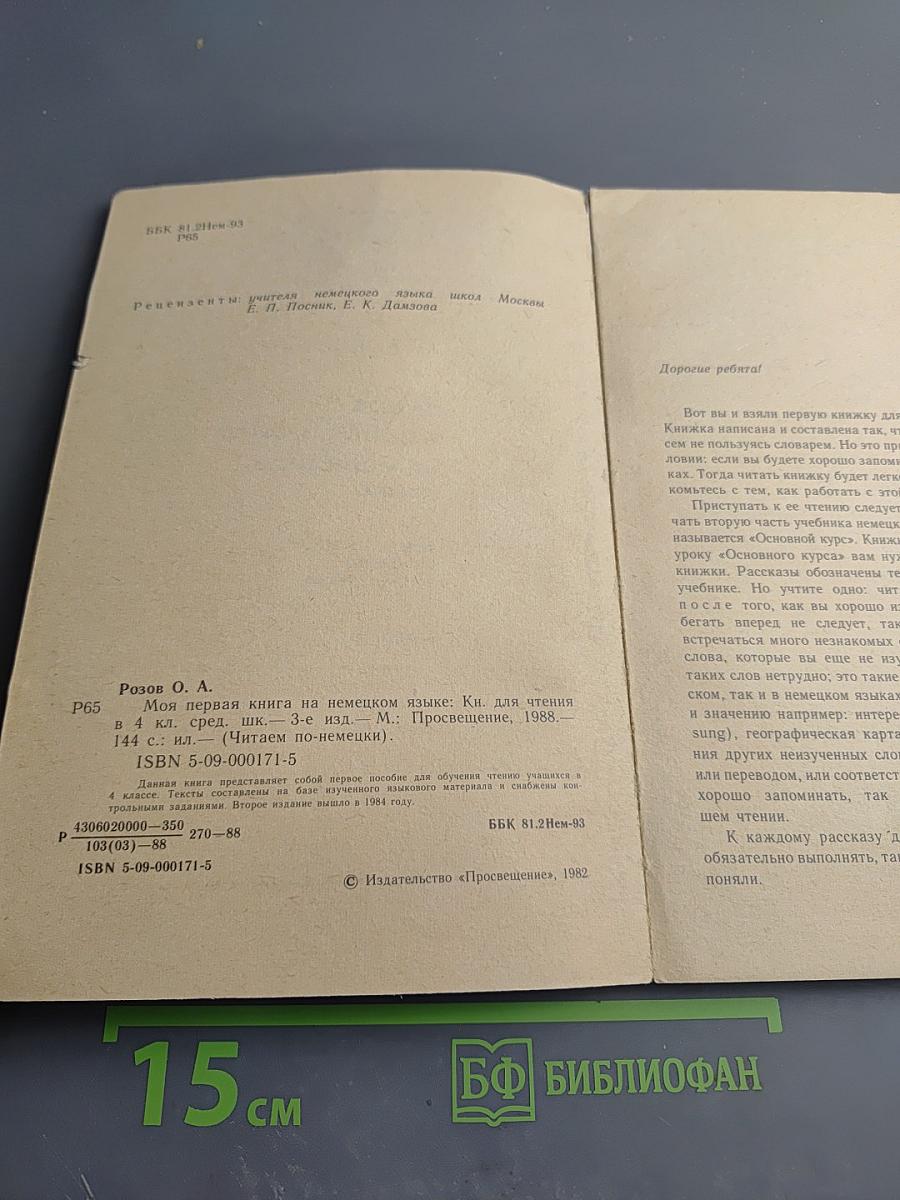 ББК 81.2Нем-93
Р65
Рецензенты: учителя немецкого языка школ Москвы
Е. П. Посник, Е. К. Дамзова
Розов О. А.
Р65 Моя первая книга на немецком языке: Кн. для чтения
в 4 кл. сред. шк.— 3-е изд.— М.: Просвещение, 1988.—
144 с.: ил.— (Читаем по-немецки).
ISBN 5-09-000171-5
Данная книга представляет собой первое пособие для обучения чтению учащихся в
4 классе. Тексты составлены на базе изученного языкового материала и снабжены кон-
трольными заданиями. Второе издание вышло в 1984 году.
Р 4306020000—350
103(03)—88 270—88
ББК 81.2Нем-93
ISBN 5-09-000171-5
© Издательство «Просвещение», 1982
Дорогие ребята!
Вот вы и взяли первую книжку для
Книжка написана и составлена так, чт
сем не пользуясь словарем. Но это при
ловии: если вы будете хорошо запоми
ках. Тогда читать книжку будет легк
комьтесь с тем, как работать с этой
Приступать к ее чтению следует
чать вторую часть учебника немецк
называется «Основной курс». Книжк
уроку «Основного курса» вам нуж
книжки. Рассказы обозначены те
учебнике. Но учтите одно: чит
после того, как вы хорошо из
бегать вперед не следует, так
встречаться много незнакомых
слова, которые вы еще не изу
таких слов нетрудно; это такие
ском, так и в немецком языках
и значению например: интере
sung), географическая карта
ния других неизученных слов
или переводом, или соответст
хорошо запоминать, так
шем чтении.
К каждому рассказу д
обязательно выполнять, так
поняли.
15 см
БФ БИБЛИОФАН